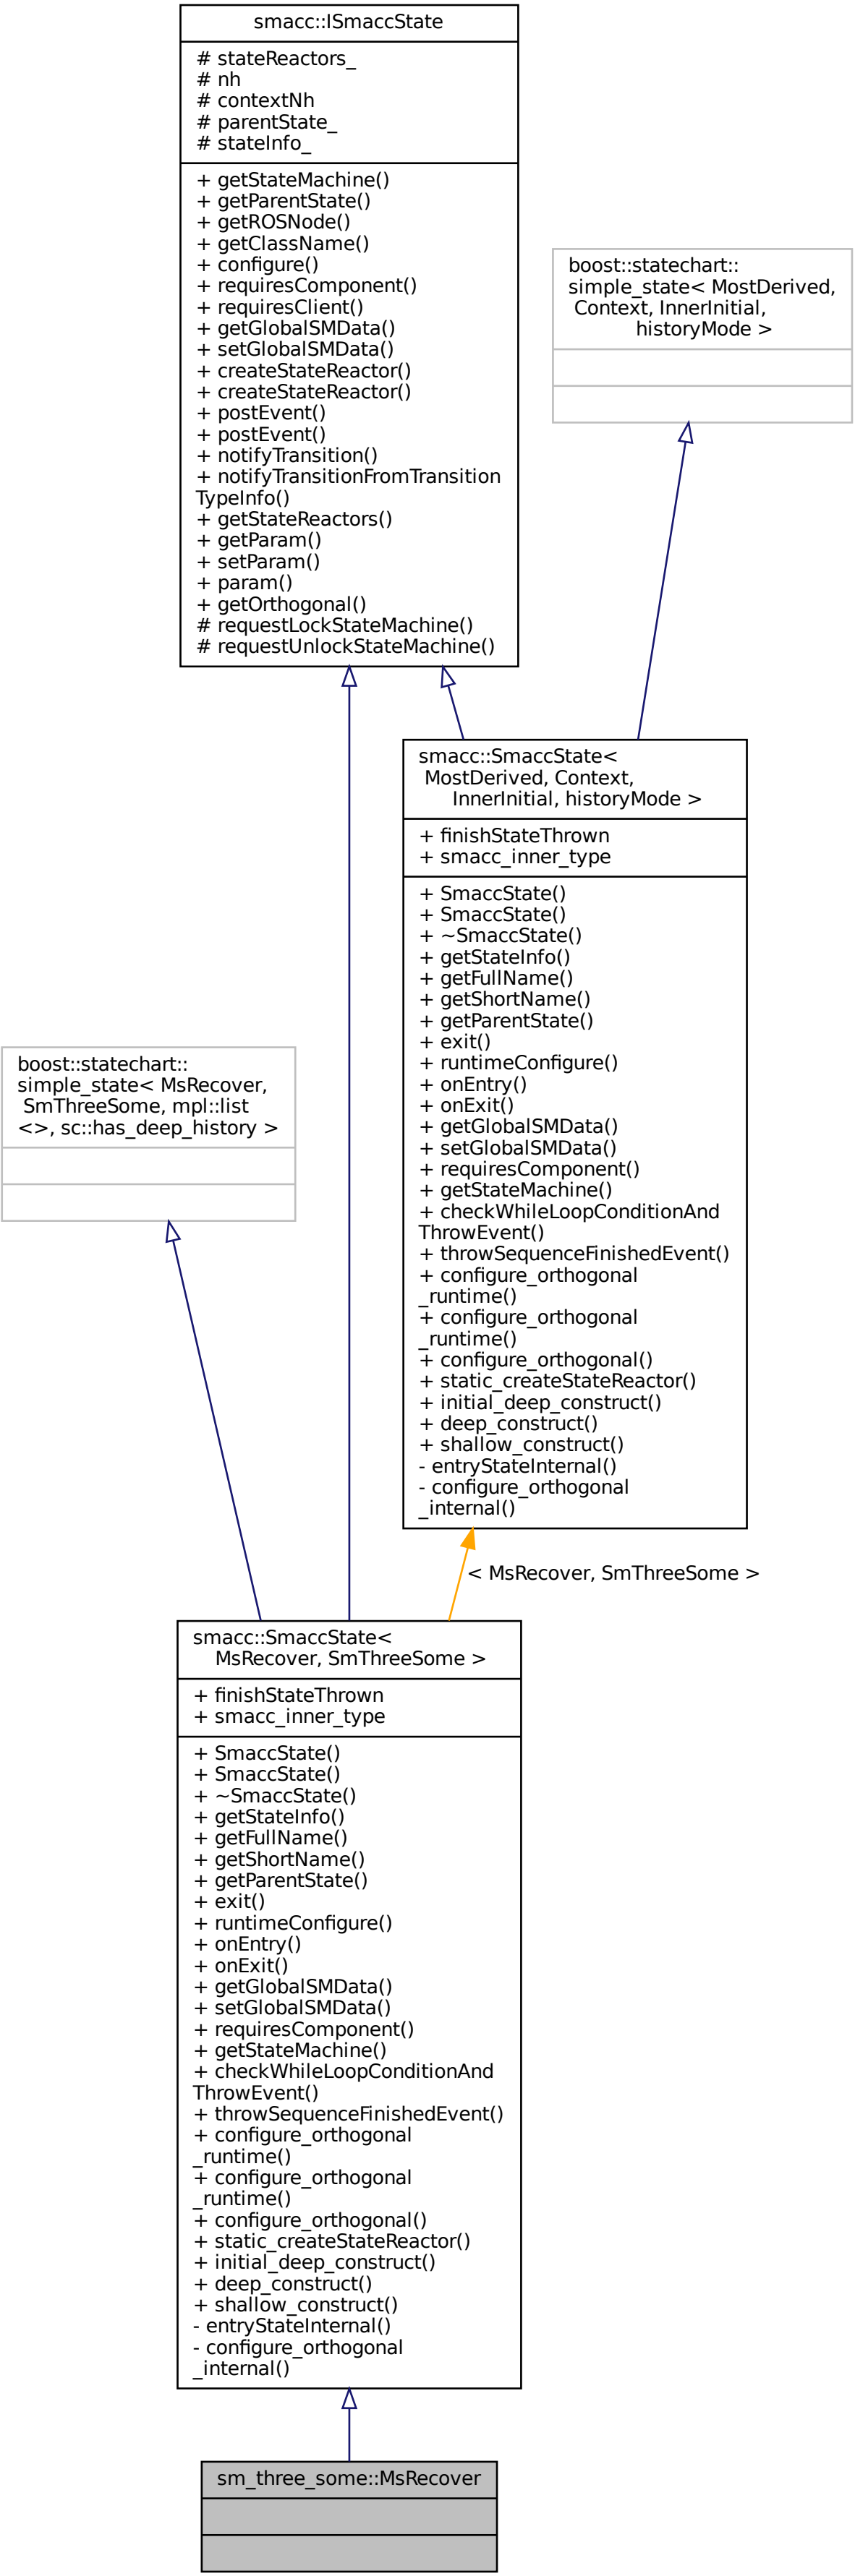 smacc::ISmaccState
# stateReactors_
# nh
# contextNh
# parentState_
# stateInfo_
+ getStateMachine()
+ getParentState()
+ getROSNode()
+ getClassName()
+ configure()
+ requiresComponent()
+ requiresClient()
+ getGlobalSMData()
+ setGlobalSMData()
+ createStateReactor()
+ createStateReactor()
+ postEvent()
+ postEvent()
+ notifyTransition()
+ notifyTransitionFromTransition
TypeInfo()
+ getStateReactors()
+ getParam()
+ setParam()
+ param()
+ getOrthogonal()
# requestLockStateMachine()
# requestUnlockStateMachine()
boost::statechart::
simple_state< MostDerived,
Context, InnerInitial,
historyMode >
smacc::SmaccState<
MostDerived, Context,
InnerInitial, historyMode >
+ finishStateThrown
+ smacc_inner_type
+ SmaccState()
+ SmaccState()
+ ~SmaccState()
+ getStateInfo()
+ getFullName()
+ getShortName()
+ getParentState()
+ exit()
+ runtimeConfigure()
+ onEntry()
+ onExit()
+ getGlobalSMData()
+ setGlobalSMData()
+ requiresComponent()
+ getStateMachine()
+ checkWhileLoopConditionAnd
ThrowEvent()
+ throwSequenceFinishedEvent()
+ configure_orthogonal
_runtime()
+ configure_orthogonal
_runtime()
+ configure_orthogonal()
+ static_createStateReactor()
+ initial_deep_construct()
+ deep_construct()
+ shallow_construct()
- entryStateInternal()
- configure_orthogonal
_internal()
boost::statechart::
simple_state< MsRecover,
SmThreeSome, mpl::list
<>, sc::has_deep_history >
< MsRecover, SmThreeSome >
smacc::SmaccState<
MsRecover, SmThreeSome >
+ finishStateThrown
+ smacc_inner_type
+ SmaccState()
+ SmaccState()
+ ~SmaccState()
+ getStateInfo()
+ getFullName()
+ getShortName()
+ getParentState()
+ exit()
+ runtimeConfigure()
+ onEntry()
+ onExit()
+ getGlobalSMData()
+ setGlobalSMData()
+ requiresComponent()
+ getStateMachine()
+ checkWhileLoopConditionAnd
ThrowEvent()
+ throwSequenceFinishedEvent()
+ configure_orthogonal
_runtime()
+ configure_orthogonal
_runtime()
+ configure_orthogonal()
+ static_createStateReactor()
+ initial_deep_construct()
+ deep_construct()
+ shallow_construct()
- entryStateInternal()
- configure_orthogonal
_internal()
sm_three_some::MsRecover